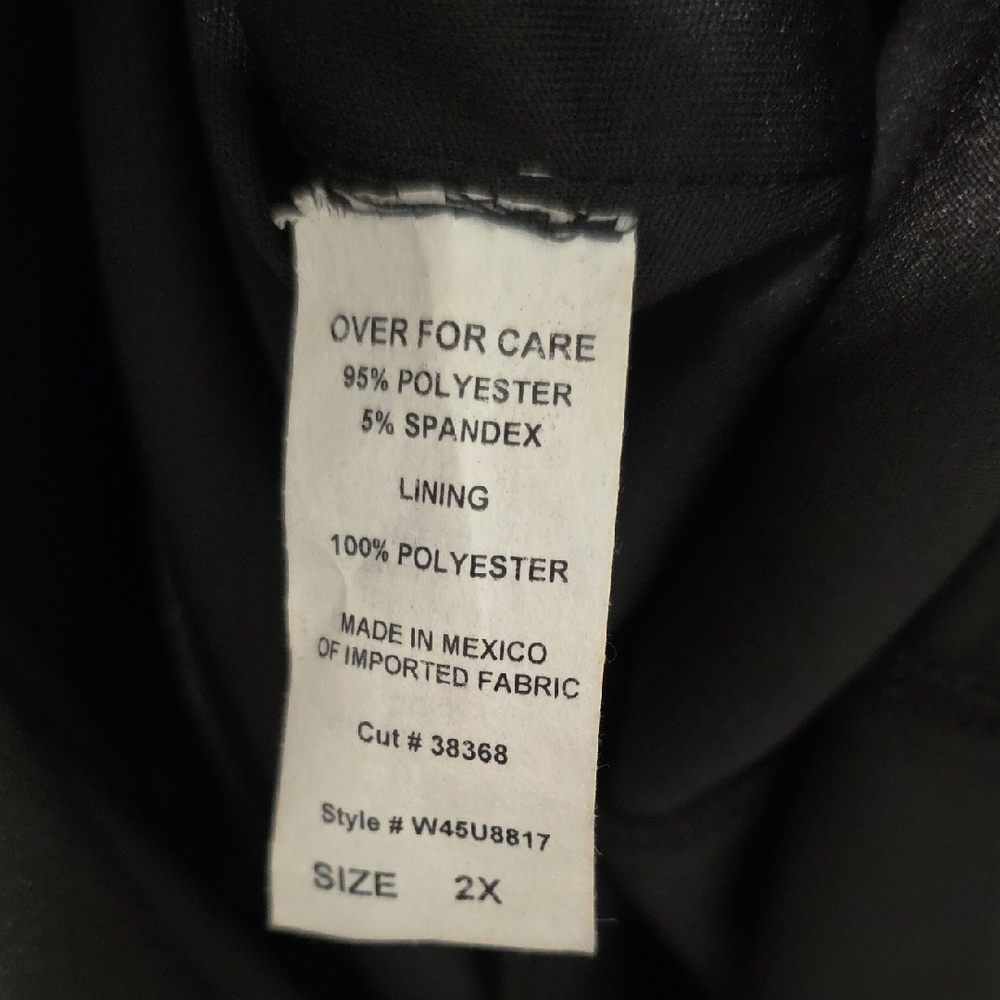 OVER FOR CARE
95% POLYESTER
5% SPANDEX
LINING
100% POLYESTER
MADE IN MEXICO
OF IMPORTED FABRIC
Cut # 38368
Style # W45U8817
SIZE 2X